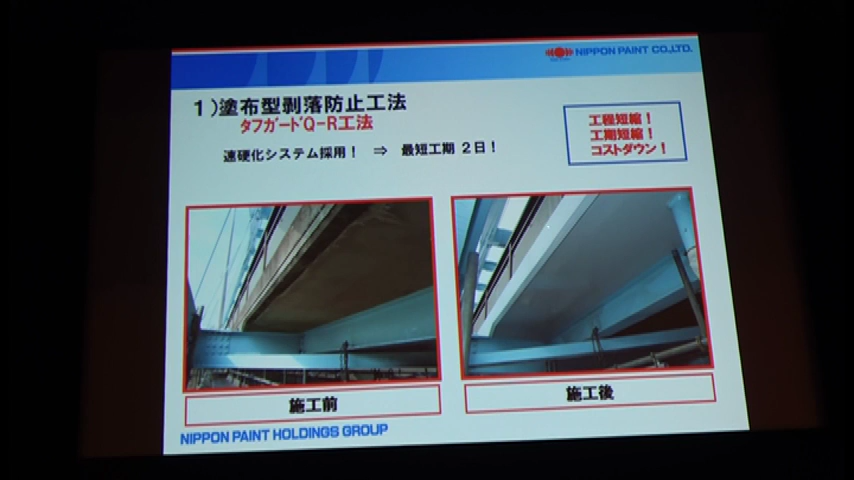 NIPPON PAINT CO.,LTD.
1)塗布型剥落防止工法
タフガードQ-R工法
速硬化システム採用! ⇒ 最短工期 2日!
工程短縮!
工期短縮!
コストダウン!
施工前
施工後
NIPPON PAINT HOLDINGS GROUP